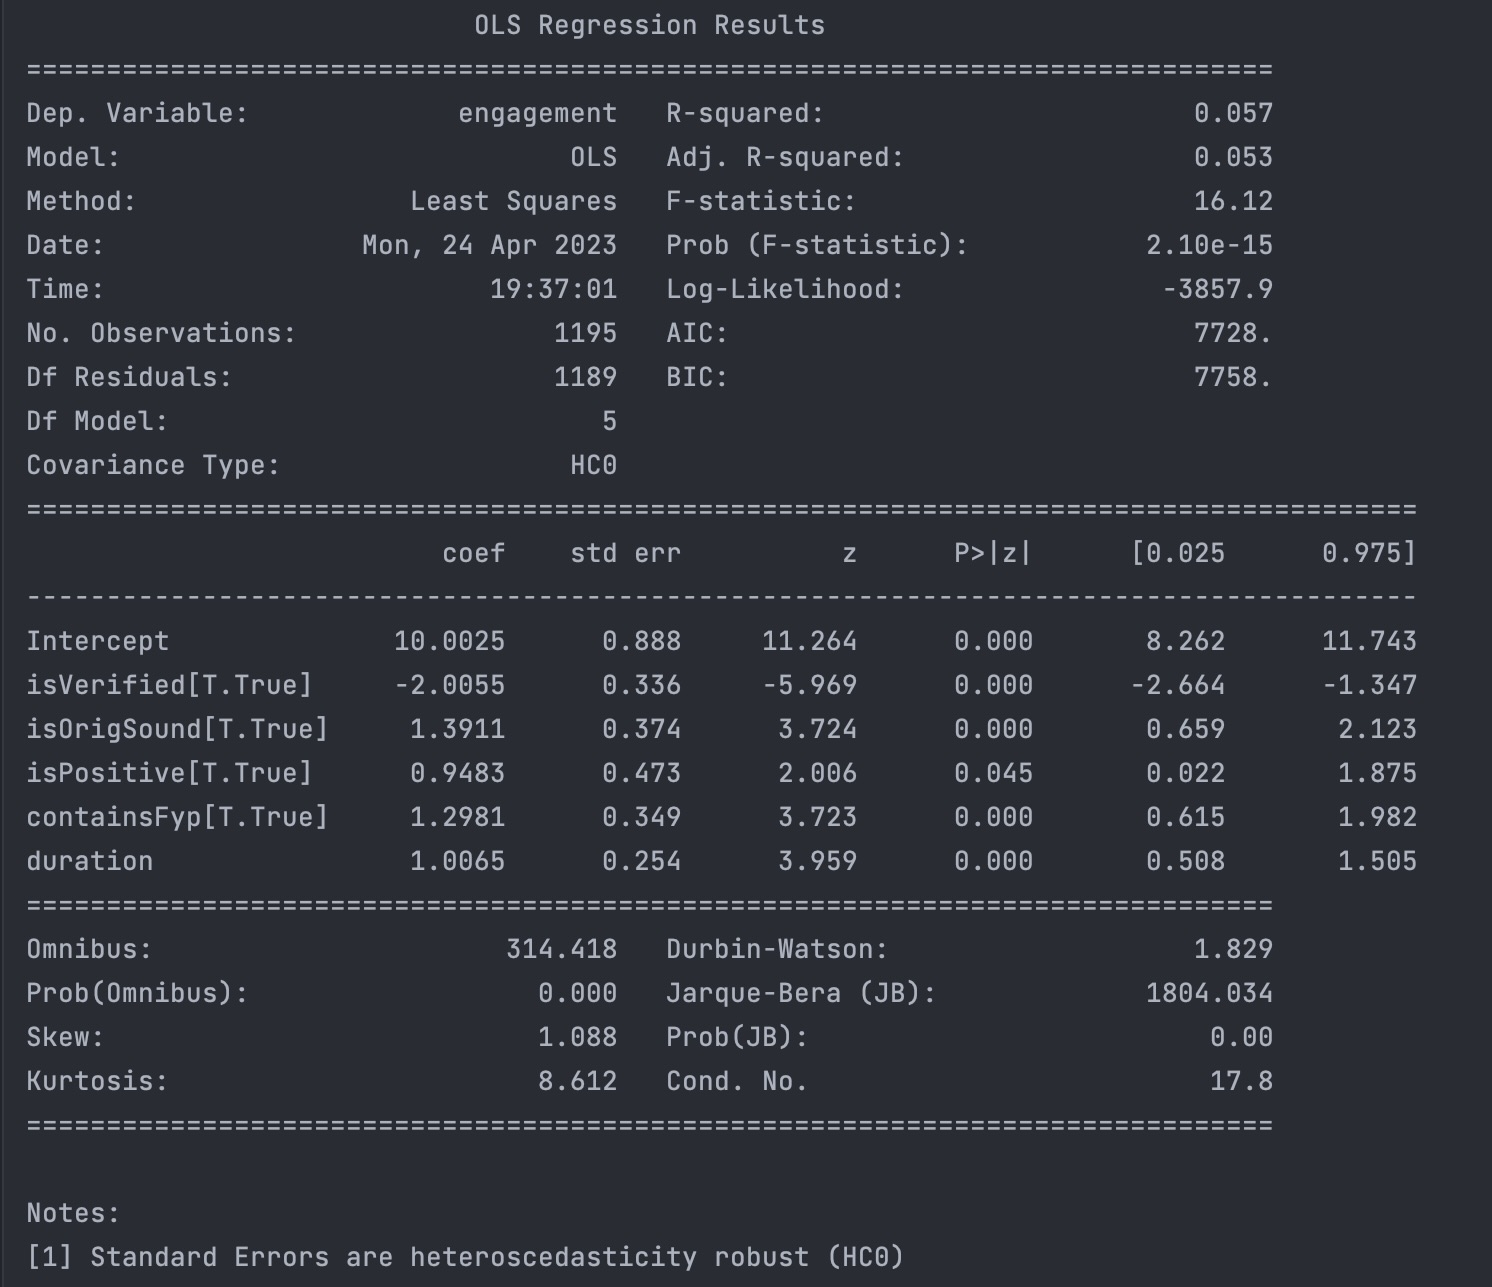 OLS Regression Results
==============================================================================
Dep. Variable:             engagement   R-squared:                       0.057
Model:                            OLS   Adj. R-squared:                  0.053
Method:                 Least Squares   F-statistic:                     16.12
Date:                Mon, 24 Apr 2023   Prob (F-statistic):           2.10e-15
Time:                        19:37:01   Log-Likelihood:                -3857.9
No. Observations:                1195   AIC:                             7728.
Df Residuals:                    1189   BIC:                             7758.
Df Model:                           5
Covariance Type:                  HC0
=======================================================================================
                          coef    std err          z      P>|z|      [0.025      0.975]
---------------------------------------------------------------------------------------
Intercept              10.0025      0.888     11.264      0.000       8.262      11.743
isVerified[T.True]     -2.0055      0.336     -5.969      0.000      -2.664      -1.347
isOrigSound[T.True]     1.3911      0.374      3.724      0.000       0.659       2.123
isPositive[T.True]      0.9483      0.473      2.006      0.045       0.022       1.875
containsFyp[T.True]     1.2981      0.349      3.723      0.000       0.615       1.982
duration                1.0065      0.254      3.959      0.000       0.508       1.505
==============================================================================
Omnibus:                      314.418   Durbin-Watson:                   1.829
Prob(Omnibus):                  0.000   Jarque-Bera (JB):             1804.034
Skew:                           1.088   Prob(JB):                         0.00
Kurtosis:                       8.612   Cond. No.                         17.8
==============================================================================
Notes:
[1] Standard Errors are heteroscedasticity robust (HC0)